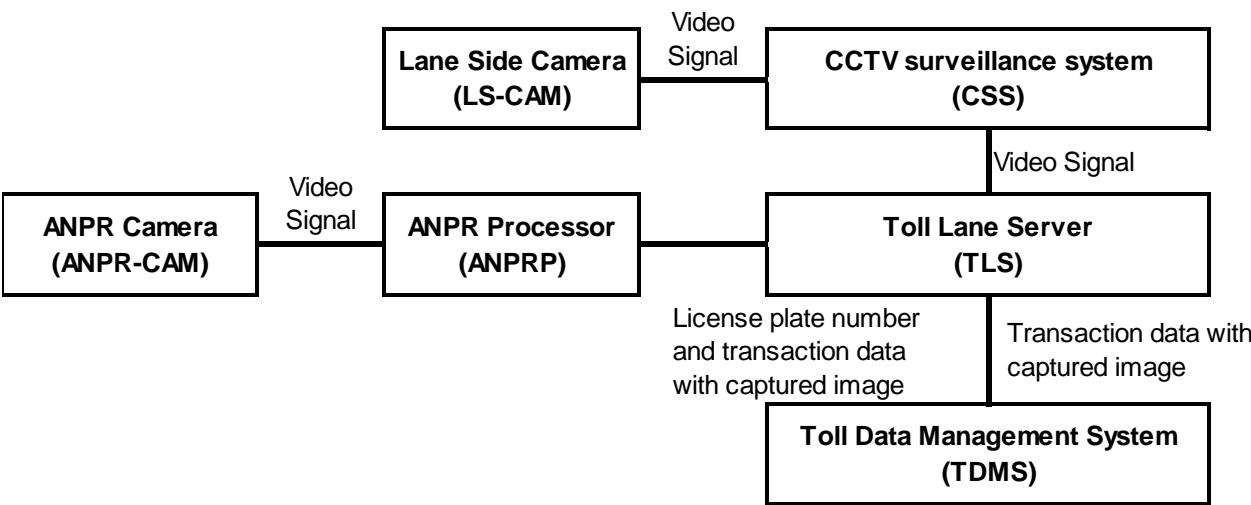 Video
Signal
Lane Side Camera
(LS-CAM)
CCTV surveillance system
(CSS)
Video Signal
Video
Signal
ANPR Camera
(ANPR-CAM)
ANPR Processor
(ANPRP)
Toll Lane Server
(TLS)
License plate number
and transaction data
with captured image
Transaction data with
captured image
Toll Data Management System
(TDMS)